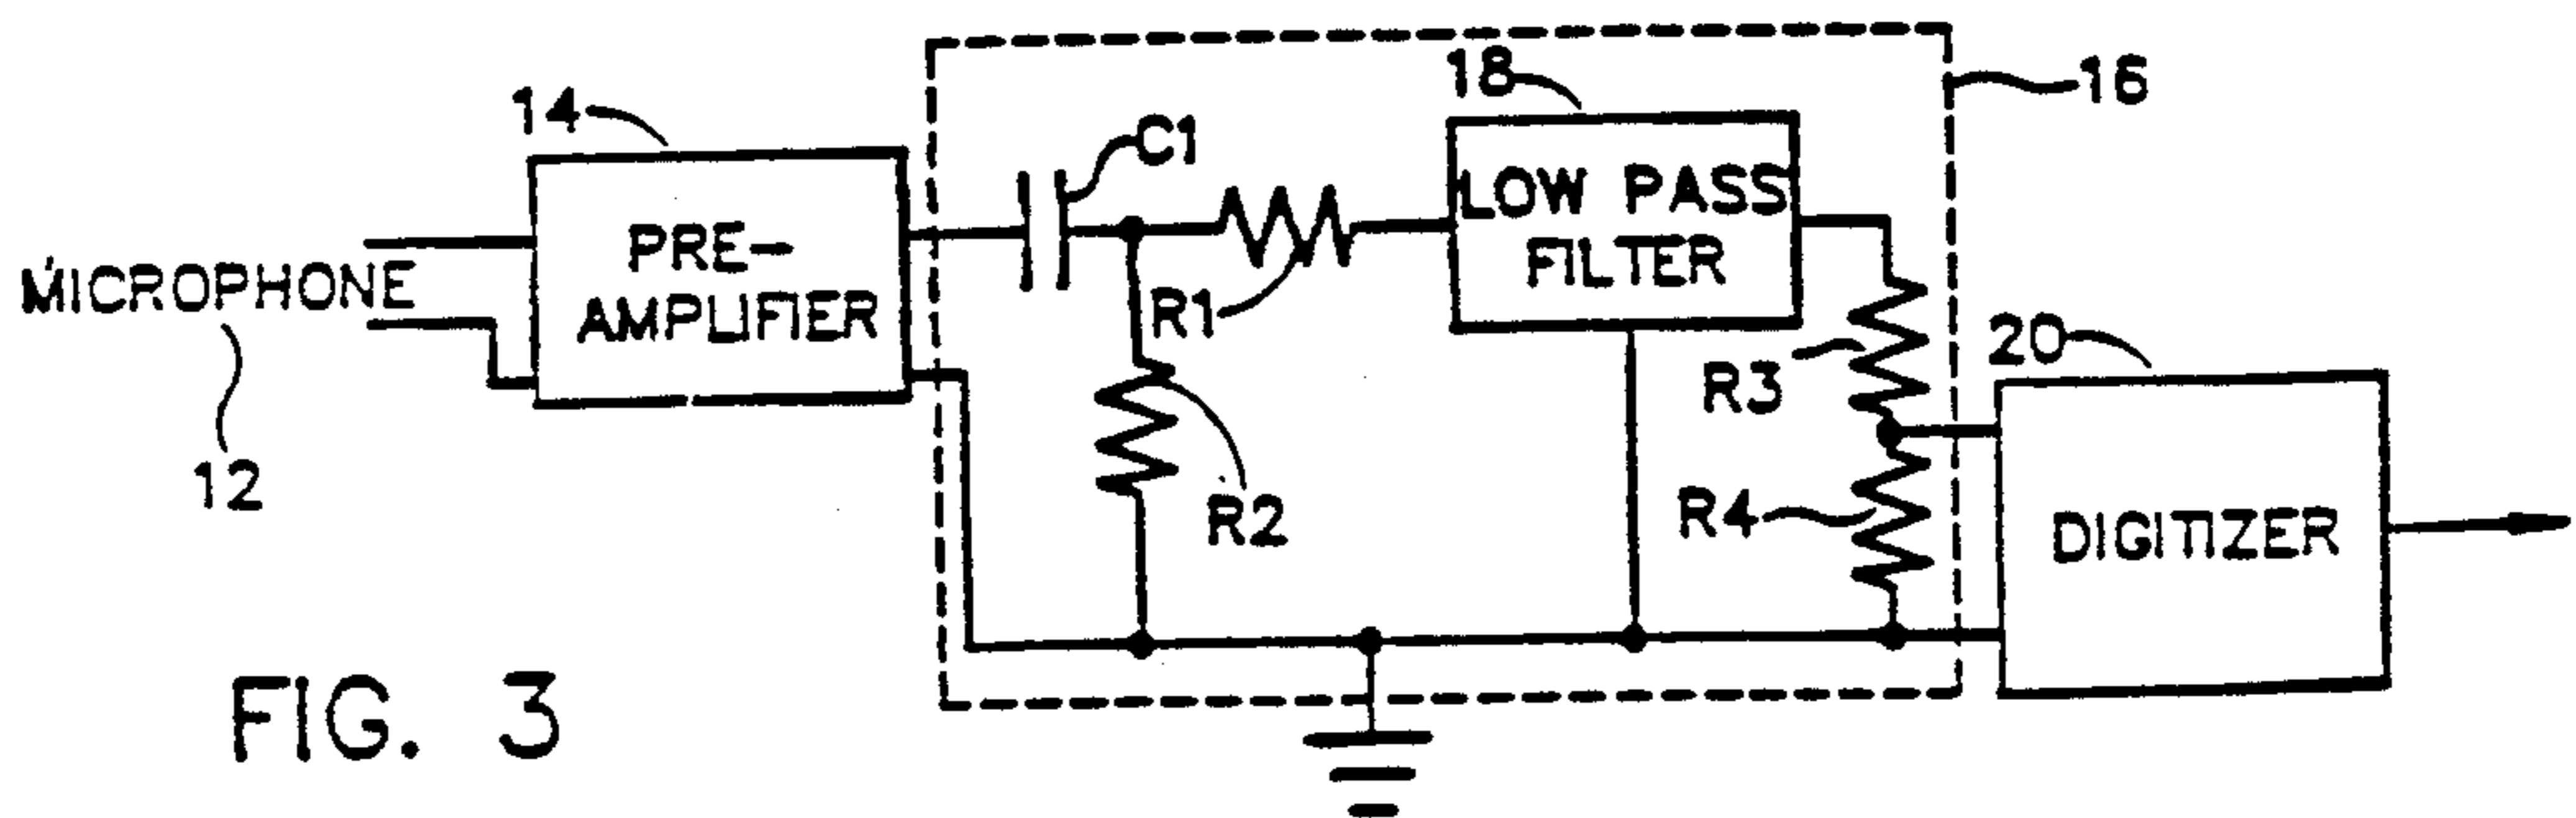 18
16
14
C1
LOW PASS
FILTER
PRE-
AMPLIFIER
MICROPHONE
R1
20
R3
12
R2
R4
DIGITIZER
FIG. 3